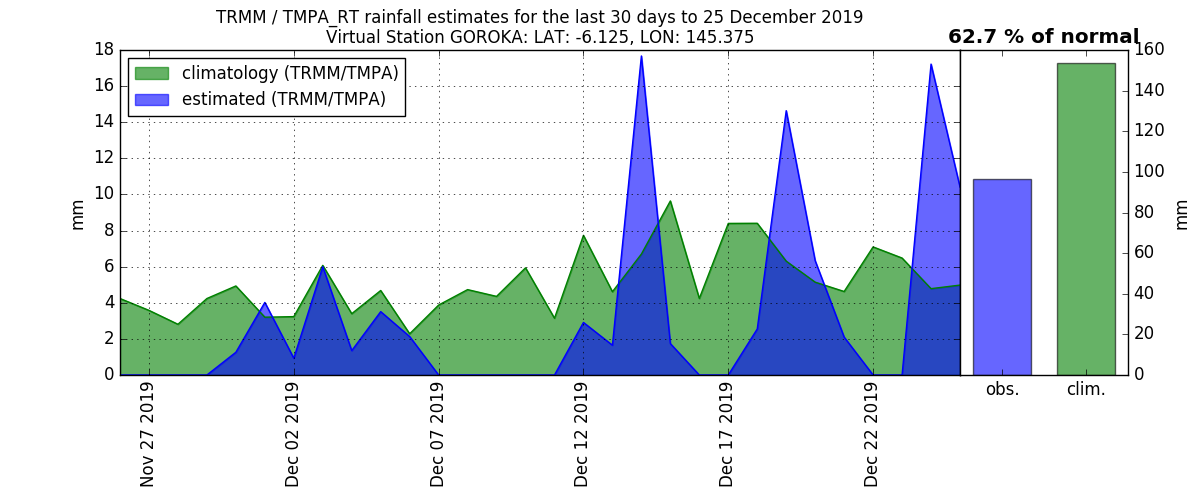 TRMM / TMPA_RT rainfall estimates for the last 30 days to 25 December 2019
Virtual Station GOROKA: LAT: -6.125, LON: 145.375
62.7 % of normal
climatology (TRMM/TMPA)
estimated (TRMM/TMPA)
18
16
14
12
10
8
6
4
2
0
mm
Nov 27 2019
Dec 02 2019
Dec 07 2019
Dec 12 2019
Dec 17 2019
Dec 22 2019
160
140
120
100
80
60
40
20
0
mm
obs.
clim.